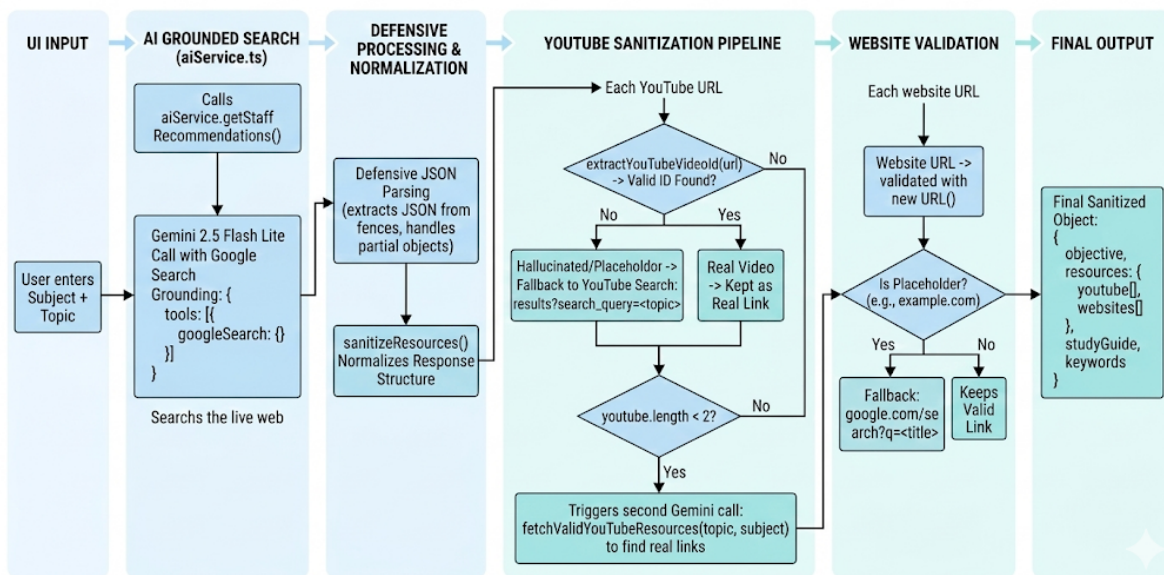 UI INPUT
AI GROUNDED SEARCH
(aiService.ts)
DEFENSIVE
PROCESSING &
NORMALIZATION
YOUTUBE SANITIZATION PIPELINE
WEBSITE VALIDATION
FINAL OUTPUT
User enters
Subject +
Topic
Calls
aiService.getStaff
Recommendations()
Gemini 2.5 Flash Lite
Call with Google
Search
Grounding: {
tools: [{
googleSearch: {}
}]
}
Searchs the live web
Defensive JSON
Parsing
(extracts JSON from
fences, handles
partial objects)
sanitizeResources()
Normalizes Response
Structure
Each YouTube URL
extractYouTubeVideoId(url)
-> Valid ID Found?
No
No
Yes
Hallucinated/Placeholdor ->
Fallback to YouTube Search:
results?search_query=<topic>
Real Video
-> Kept as
Real Link
youtube.length < 2?
No
Yes
Triggers second Gemini call:
fetchValidYouTubeResources(topic, subject)
to find real links
Each website URL
Website URL ->
validated with
new URL()
Is Placeholder?
(e.g., example.com)
Yes
No
Fallback:
google.com/se
arch?q=<title>
Keeps
Valid
Link
Final Sanitized
Object:
{
objective,
resources: {
youtube[],
websites[]
},
studyGuide,
keywords
}